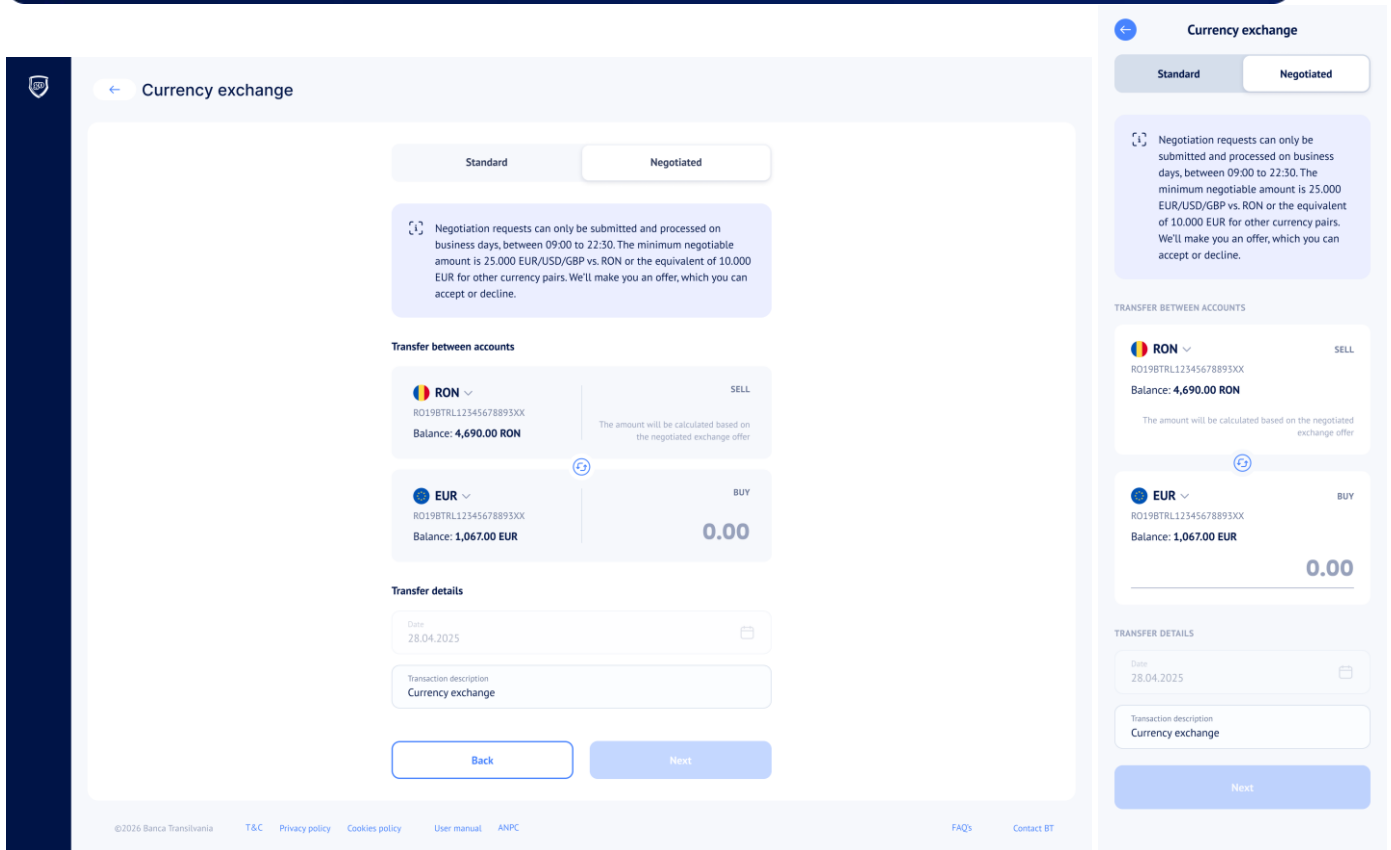 Currency exchange
Standard
Negotiated
Negotiation requests can only be submitted and processed on
business days, between 09:00 to 22:30. The minimum negotiable
amount is 25.000 EUR/USD/GBP vs. RON or the equivalent of 10.000
EUR for other currency pairs. We'll make you an offer, which you can
accept or decline.
Transfer between accounts
RON
SELL
RO19BTRL12345678893XX
Balance: 4,690.00 RON
The amount will be calculated based on
the negotiated exchange offer
EUR
BUY
RO19BTRL12345678893XX
Balance: 1,067.00 EUR
0.00
Transfer details
Date
28.04.2025
Transaction description
Currency exchange
Back
Next
©2026 Banca Transilvania
T&C
Privacy policy
Cookies policy
User manual
ANPC
FAQ's
Contact BT
Currency exchange
Standard
Negotiated
Negotiation requests can only be
submitted and processed on business
days, between 09:00 to 22:30. The
minimum negotiable amount is 25.000
EUR/USD/GBP vs. RON or the equivalent
of 10.000 EUR for other currency pairs.
We'll make you an offer, which you can
accept or decline.
TRANSFER BETWEEN ACCOUNTS
RON
SELL
RO19BTRL12345678893XX
Balance: 4,690.00 RON
The amount will be calculated based on the negotiated
exchange offer
EUR
BUY
RO19BTRL12345678893XX
Balance: 1,067.00 EUR
0.00
TRANSFER DETAILS
Date
28.04.2025
Transaction description
Currency exchange
Next